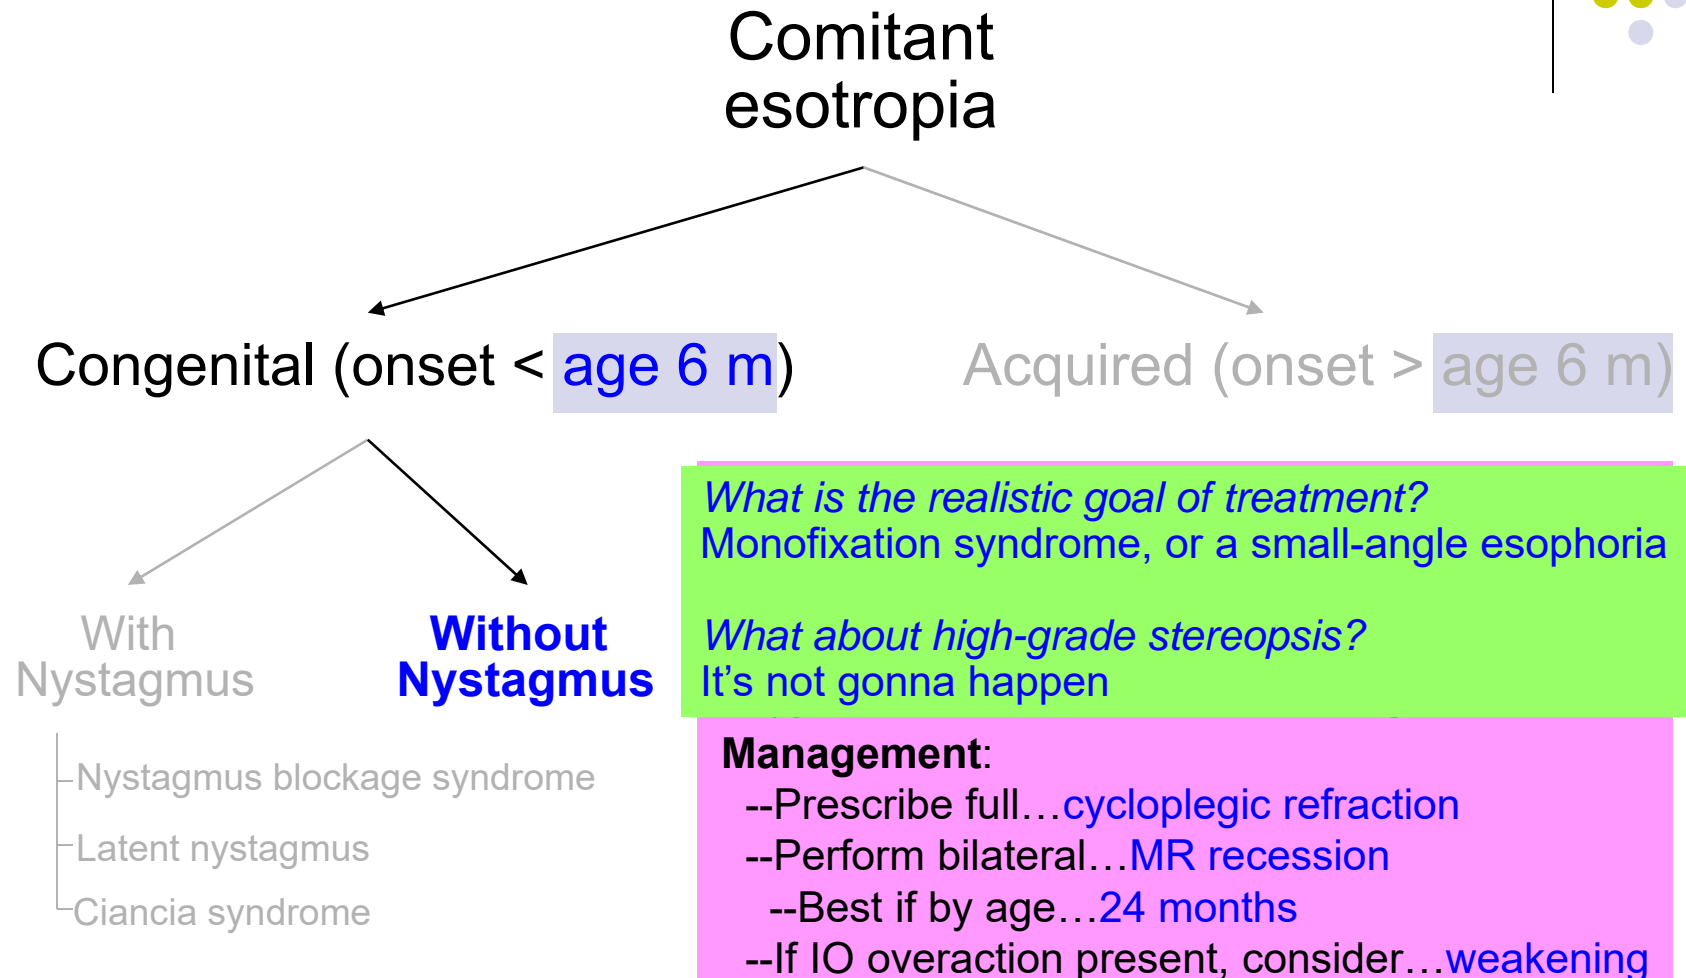 Comitant
esotropia
Congenital (onset < age 6 m)
Acquired (onset > age 6 m)
With
Nystagmus
Without
Nystagmus
Nystagmus blockage syndrome
Latent nystagmus
Ciancia syndrome
What is the realistic goal of treatment?
Monofixation syndrome, or a small-angle esophoria
What about high-grade stereopsis?
It’s not gonna happen
Management:
--Prescribe full…cycloplegic refraction
--Perform bilateral…MR recession
--Best if by age…24 months
--If IO overaction present, consider…weakening